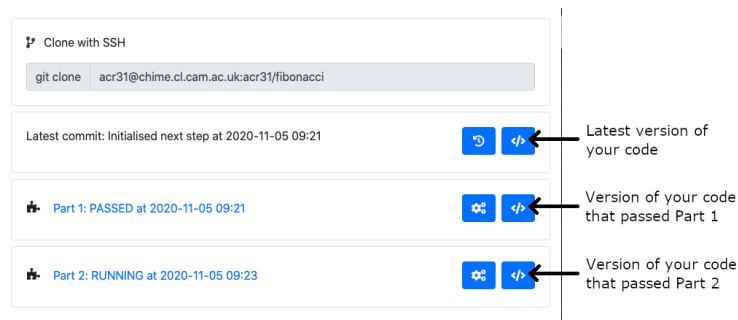 Clone with SSH
git clone acr31@chime.cl.cam.ac.uk:acr31/fibonacci
Latest commit: Initialised next step at 2020-11-05 09:21
</>
Latest version of
your code
Part 1: PASSED at 2020-11-05 09:21
</>
Version of your code
that passed Part 1
Part 2: RUNNING at 2020-11-05 09:23
</>
Version of your code
that passed Part 2